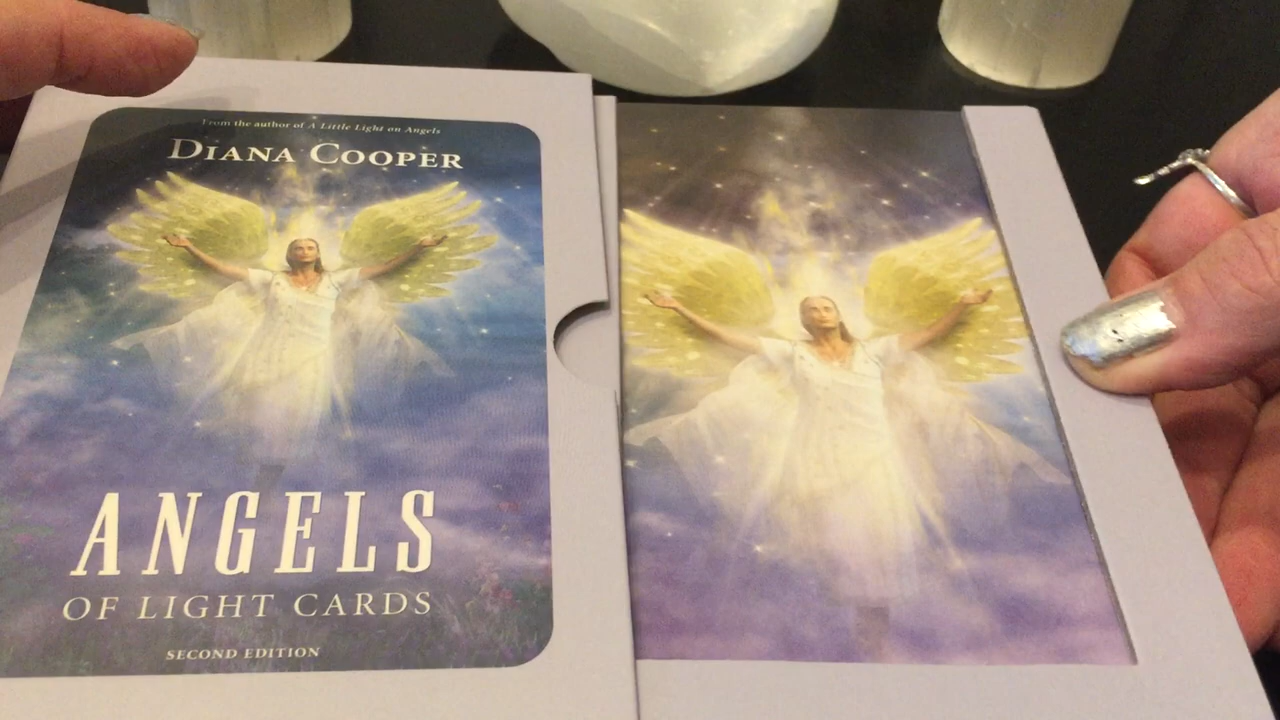 From the author of A Little Light on Angels
DIANA COOPER
ANGELS
OF LIGHT CARDS
SECOND EDITION